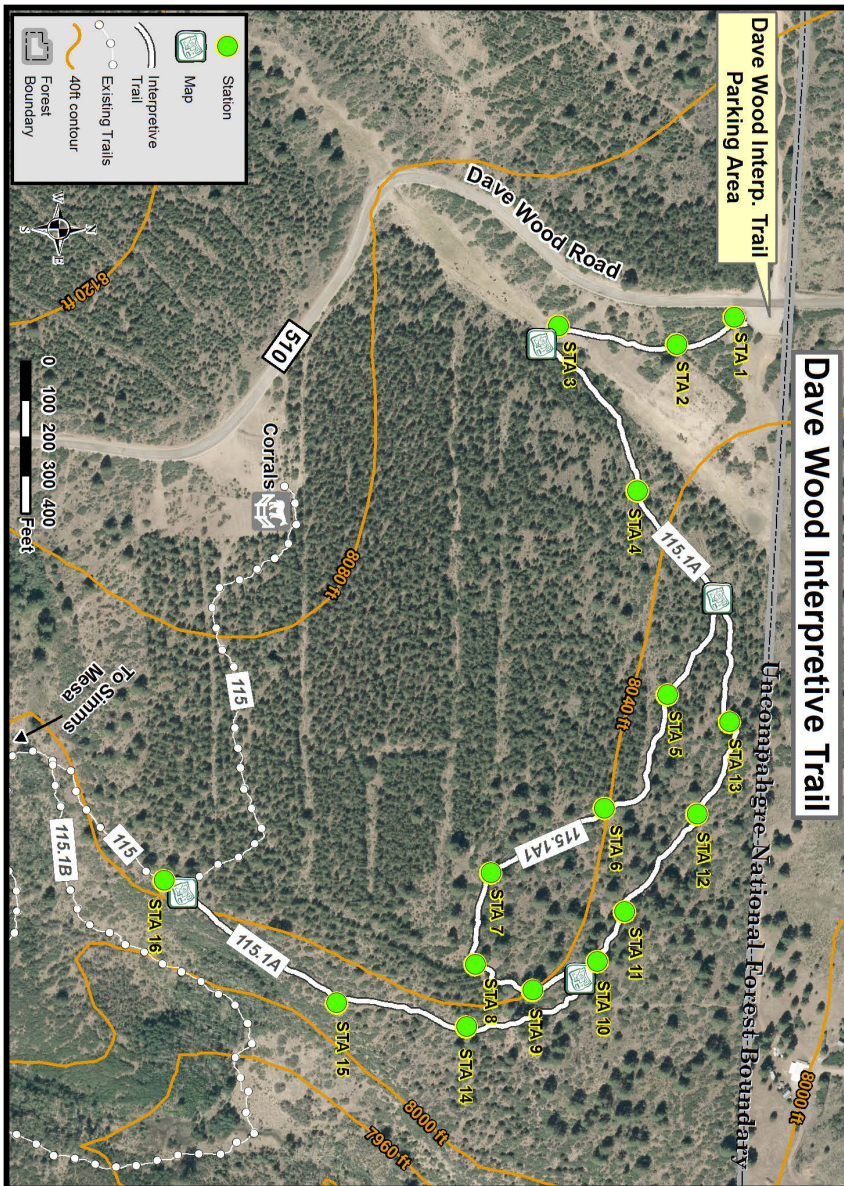 Dave Wood Interpretive Trail
Dave Wood Interp. Trail
Parking Area
Uncompahgre National Forest Boundary
8000 ft
Dave Wood Road
STA 1
STA 2
STA 3
STA 4
115.1A
STA 5
STA 13
STA 12
8040 ft
STA 6
115.1A1
STA 7
STA 8
STA 9
STA 10
STA 11
STA 14
STA 15
8000 ft
7960 ft
115.1A
STA 16
115
115
115.1B
To Simms
Mesa
8080 ft
Corrals
510
8120 ft
Station
Map
Interpretive
Trail
Existing Trails
40ft contour
Forest
Boundary
N
W
E
S
0 100 200 300 400
Feet